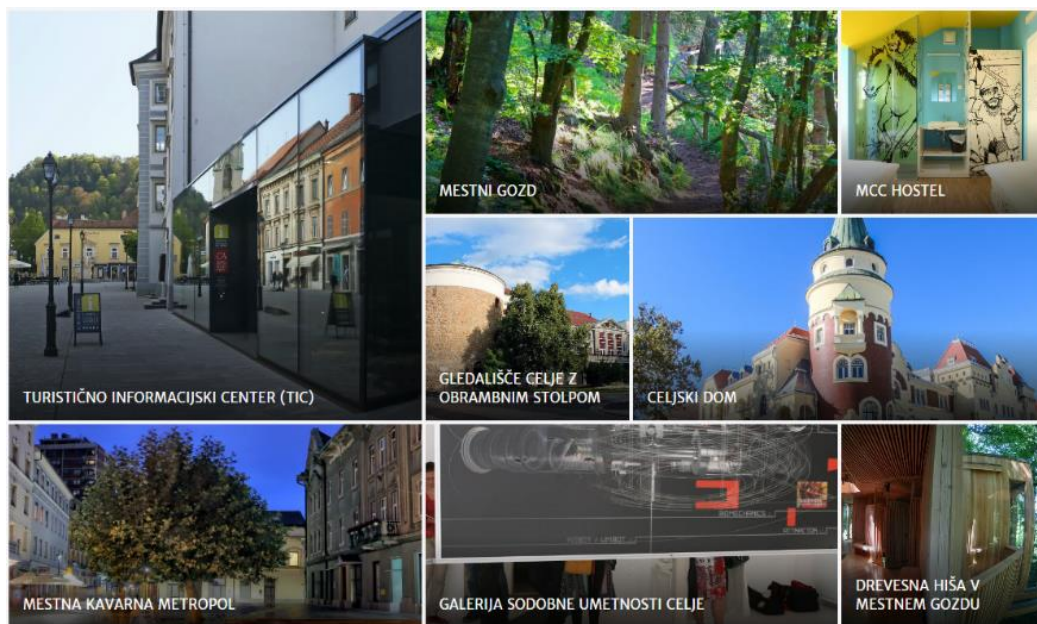 MESTNI GOZD
MCC HOSTEL
TURISTIČNO INFORMACIJSKI CENTER (TIC)
GLEDALIŠČE CELJE Z
OBRAMBNIM STOLPOM
CELJSKI DOM
BIOMECHANICS
MESTNA KAVARNA METROPOL
GALERIJA SODOBNE UMETNOSTI CELJE
DREVESNA HIŠA V
MESTNEM GOZDU